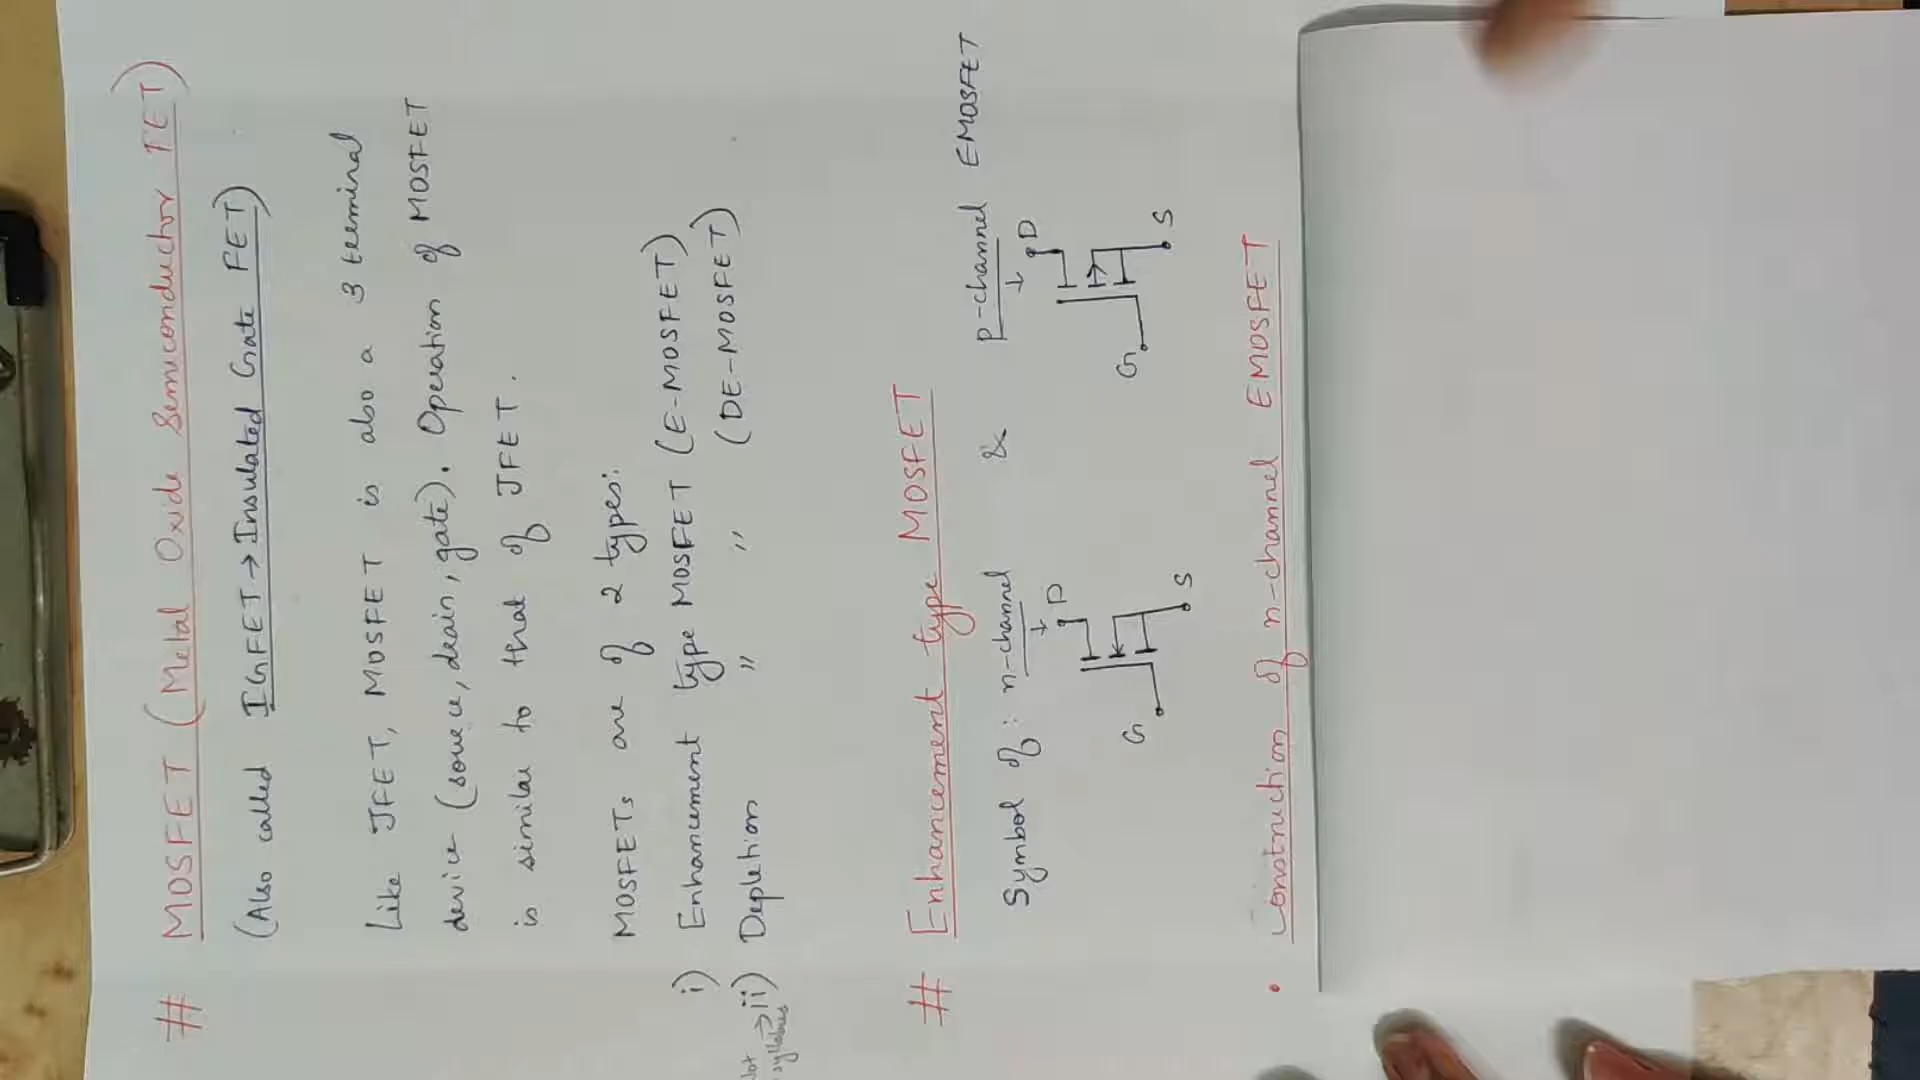 # MOSFET (Metal Oxide Semiconductor FET)
(Also called IGFET → Insulated Gate FET)
Like JFET, MOSFET is also a 3 terminal
device (source, drain, gate). Operation of MOSFET
is similar to that of JFET.
MOSFETs are of 2 types:
i) Enhancement type MOSFET (E-MOSFET)
ii) Depletion " " (DE-MOSFET)
syllabus
# Enhancement type MOSFET
Symbol of: n-channel & p-channel EMOSFET
↓ ↓
D D
G G
S S
• Construction of n-channel EMOSFET